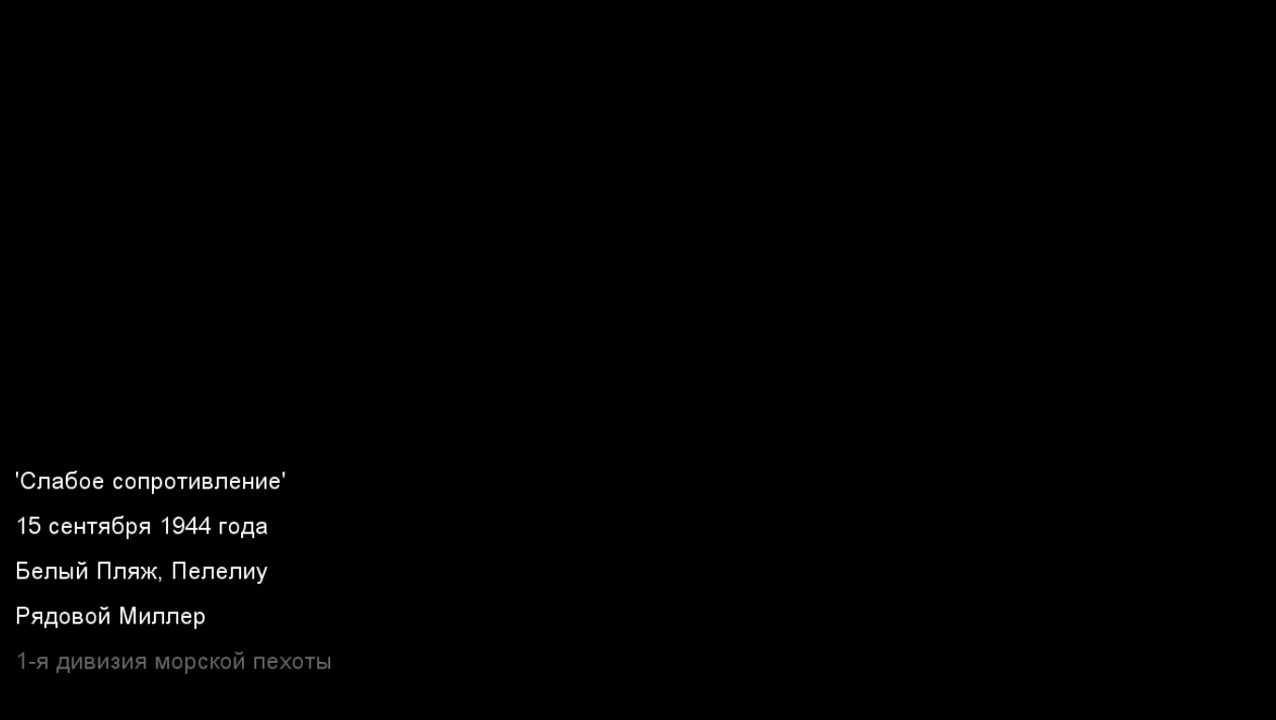 'Слабое сопротивление'
15 сентября 1944 года
Белый Пляж, Пелелиу
Рядовой Миллер
1-я дивизия морской пехоты